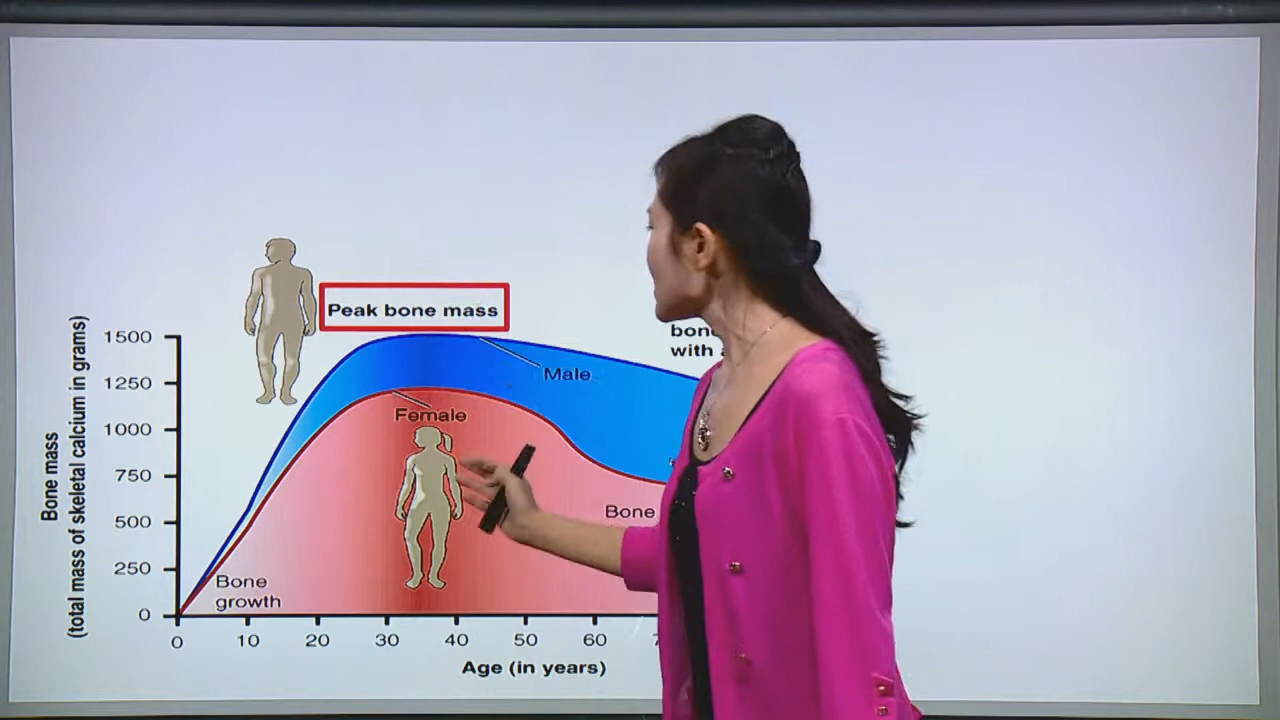 Peak bone mass
with
Male
Female
Bone
Bone
growth
Bone mass
(total mass of skeletal calcium in grams)
1500
1250
1000
750
500
250
0
0 10 20 30 40 50 60
Age (in years)